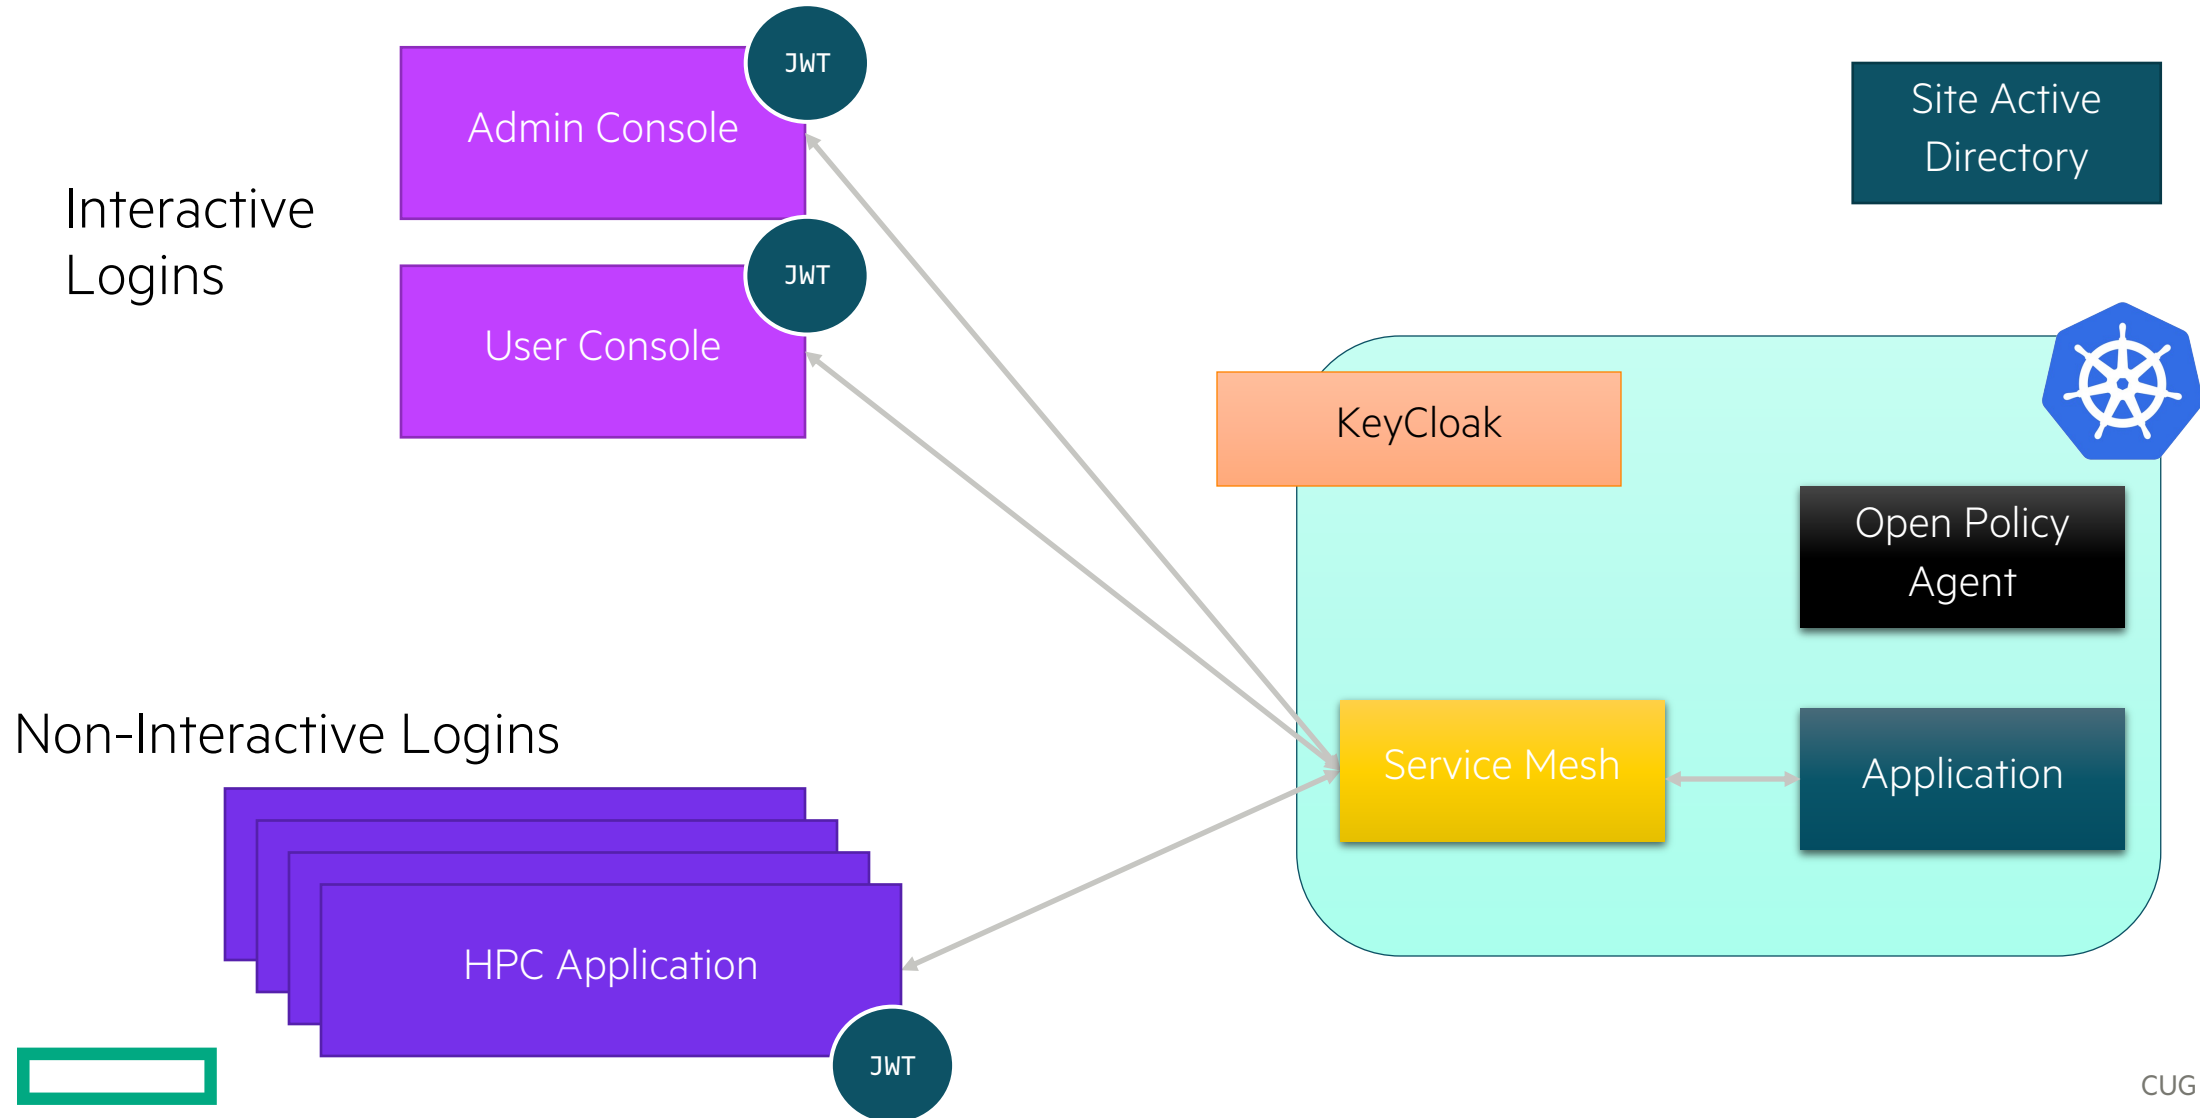 JWT
Admin Console
Site Active
Directory
Interactive
Logins
JWT
User Console
KeyCloak
Open Policy
Agent
Non-Interactive Logins
Service Mesh
Application
HPC Application
JWT
CUG